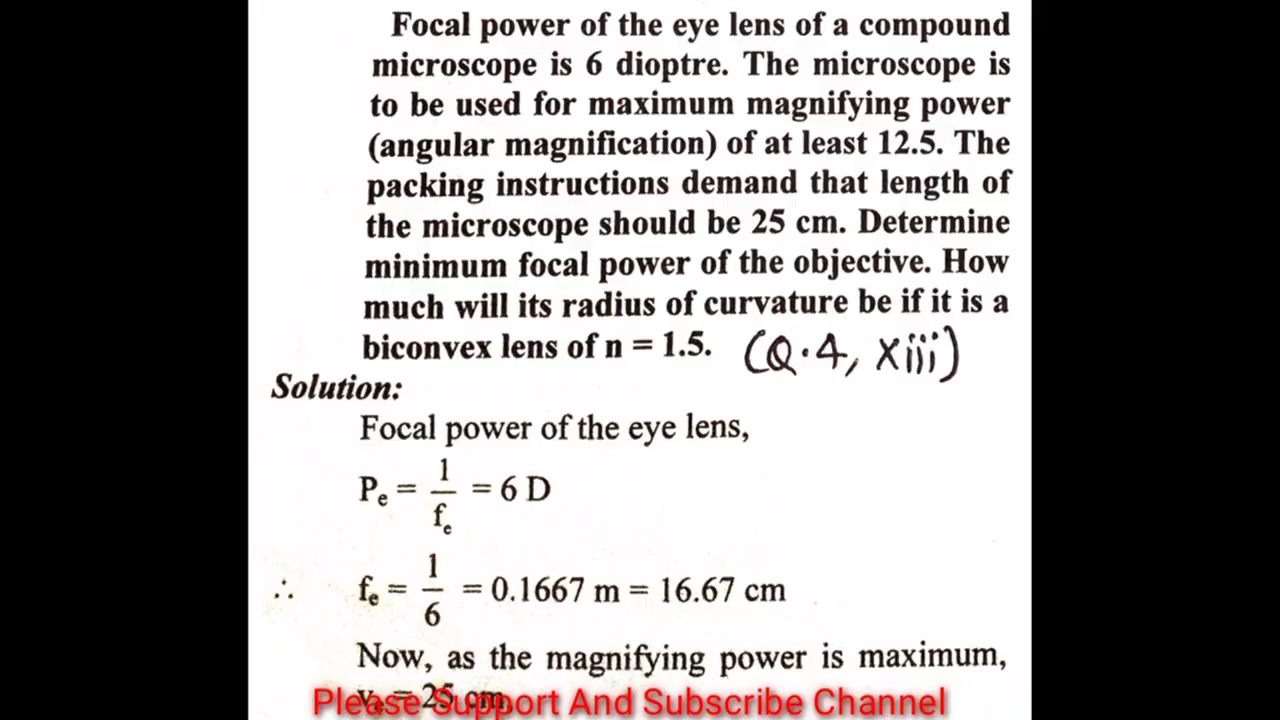 Focal power of the eye lens of a compound
microscope is 6 dioptre. The microscope is
to be used for maximum magnifying power
(angular magnification) of at least 12.5. The
packing instructions demand that length of
the microscope should be 25 cm. Determine
minimum focal power of the objective. How
much will its radius of curvature be if it is a
biconvex lens of n = 1.5. (Q.4, xiii)
Solution:
Focal power of the eye lens,
Pe = 1/fe = 6 D
∴ fe = 1/6 = 0.1667 m = 16.67 cm
Now, as the magnifying power is maximum,
ve = 25 cm,
Please Support And Subscribe Channel